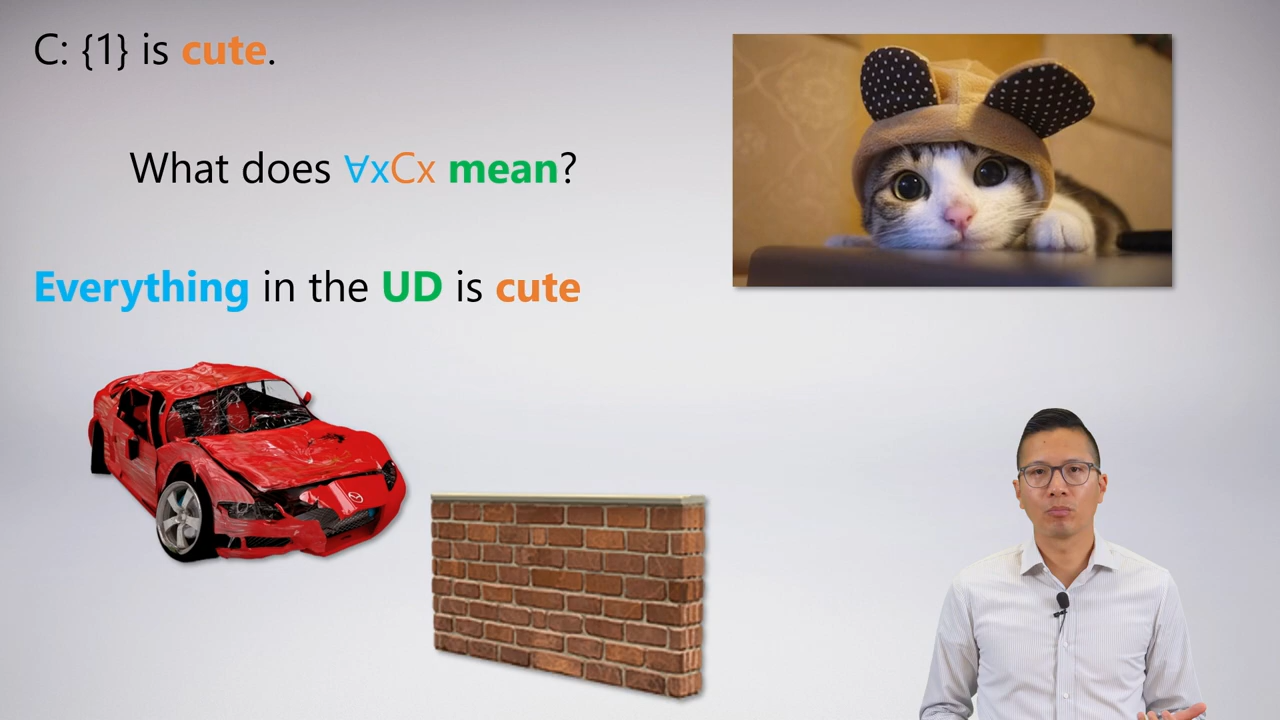 C: {1} is cute.
What does ∀xCx mean?
Everything in the UD is cute